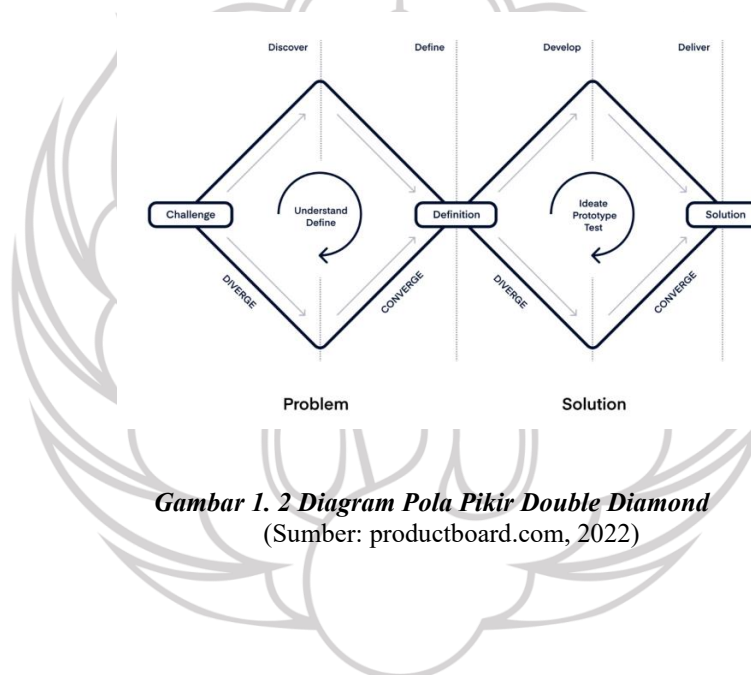 Discover Define Develop Deliver
Challenge
Understand
Define
Definition
Ideate
Prototype
Test
Solution
DIVERGE
CONVERGE
DIVERGE
CONVERGE
Problem
Solution
Gambar 1. 2 Diagram Pola Pikir Double Diamond
(Sumber: productboard.com, 2022)